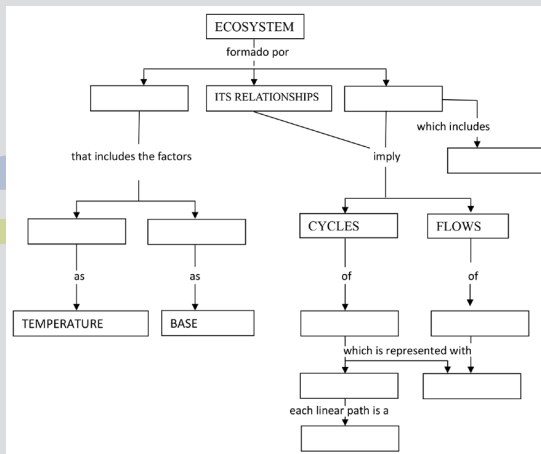 ECOSYSTEM
formado por
ITS RELATIONSHIPS
which includes
that includes the factors
imply
CYCLES
FLOWS
as
as
of
of
TEMPERATURE
BASE
which is represented with
each linear path is a